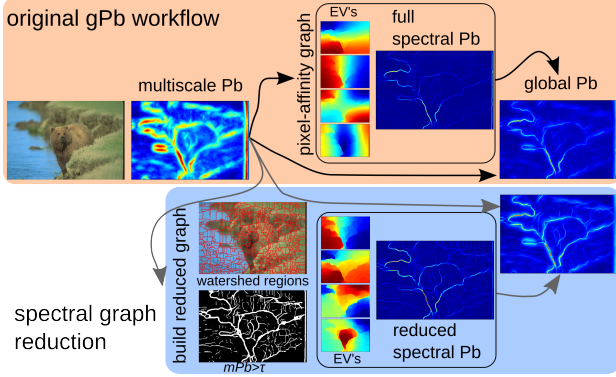 original gPb workflow
multiscale Pb
pixel-affinity graph
EV's
full
spectral Pb
global Pb
build reduced graph
watershed regions
mPb>τ
EV's
reduced
spectral Pb
spectral graph
reduction